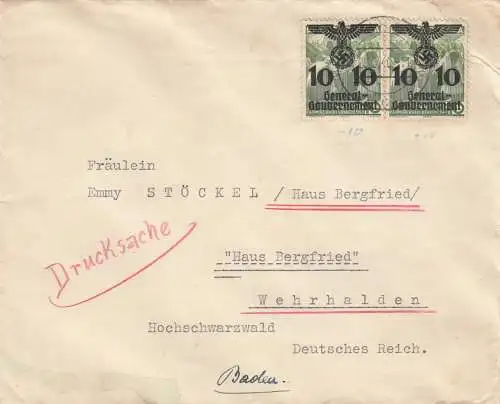 10 10 10 10
General= General=
Gouvernement Gouvernement
Fräulein
Emmy STÖCKEL /Haus Bergfried/
Drucksache
"Haus Bergfried"
Wehrhalden
Hochschwarzwald
Deutsches Reich.
Baden.